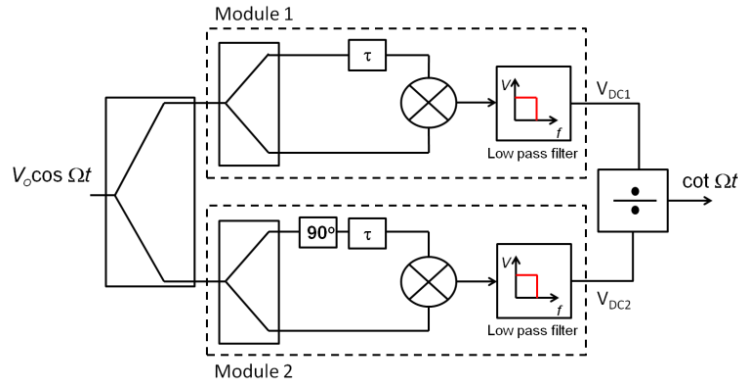 Module 1
τ
V
f
Low pass filter
V_DC1
V_o cos Ωt
÷
cot Ωt
90° τ
V
f
Low pass filter
V_DC2
Module 2